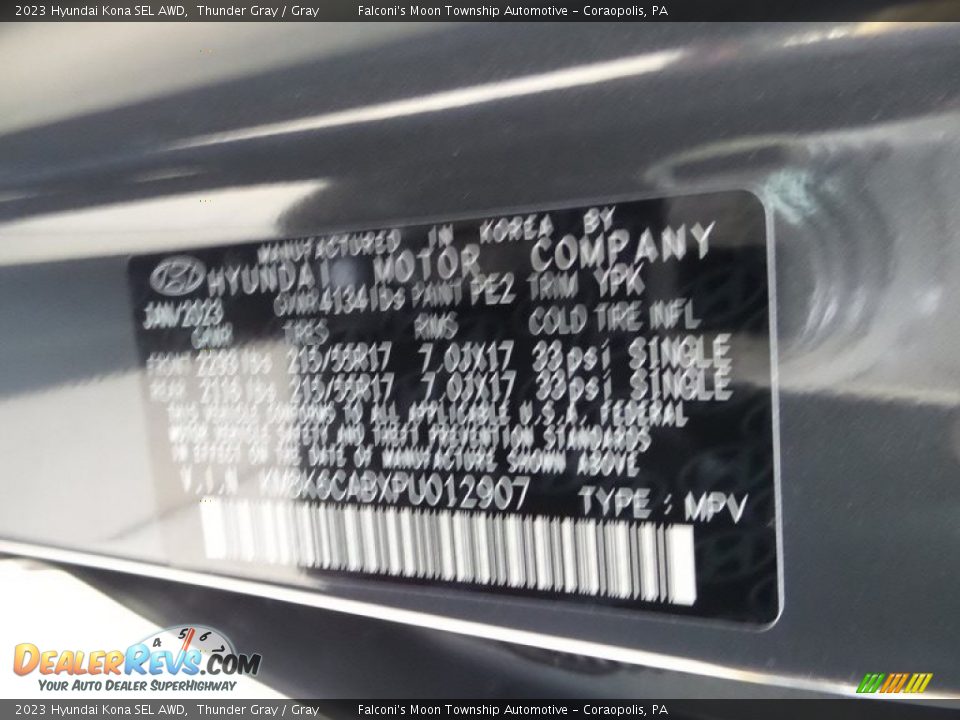 2023 Hyundai Kona SEL AWD, Thunder Gray / Gray Falconi's Moon Township Automotive – Coraopolis, PA
MANUFACTURED IN KOREA BY
HYUNDAI MOTOR COMPANY
JAN/2023 GVWR 4134 lbs PAINT PE2 TRIM YPK
GAWR TIRES RIMS COLD TIRE INFL
FRONT 2293 lbs 215/55R17 7.0JX17 33psi SINGLE
REAR 2116 lbs 215/55R17 7.0JX17 33psi SINGLE
THIS VEHICLE CONFORMS TO ALL APPLICABLE U.S.A. FEDERAL
MOTOR VEHICLE SAFETY AND THEFT PREVENTION STANDARDS
IN EFFECT ON THE DATE OF MANUFACTURE SHOWN ABOVE
V.I.N KM8K6CABXPU012907 TYPE : MPV
4 5 6
DealerRevs.com
Your Auto Dealer SuperHighway
2023 Hyundai Kona SEL AWD, Thunder Gray / Gray Falconi's Moon Township Automotive – Coraopolis, PA